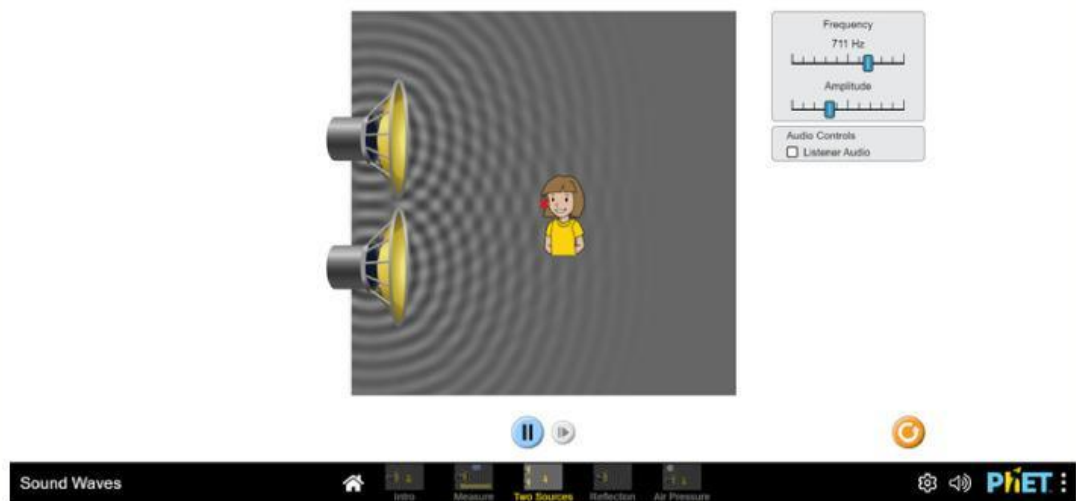 Frequency
711 Hz
Amplitude
Audio Controls
Listener Audio
Sound Waves
Intro
Measure
Two Sources
Reflection
Air Pressure
PhET